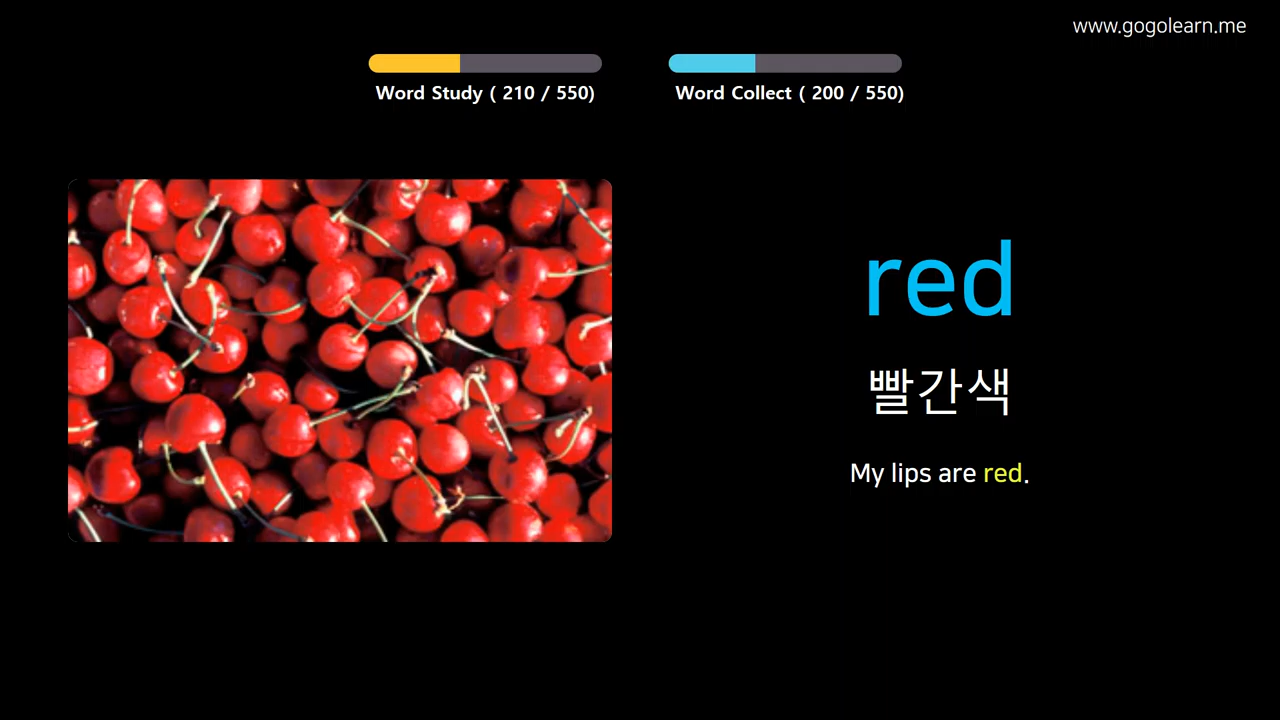 www.gogolearn.me
Word Study ( 210 / 550)
Word Collect ( 200 / 550)
red
빨간색
My lips are red.